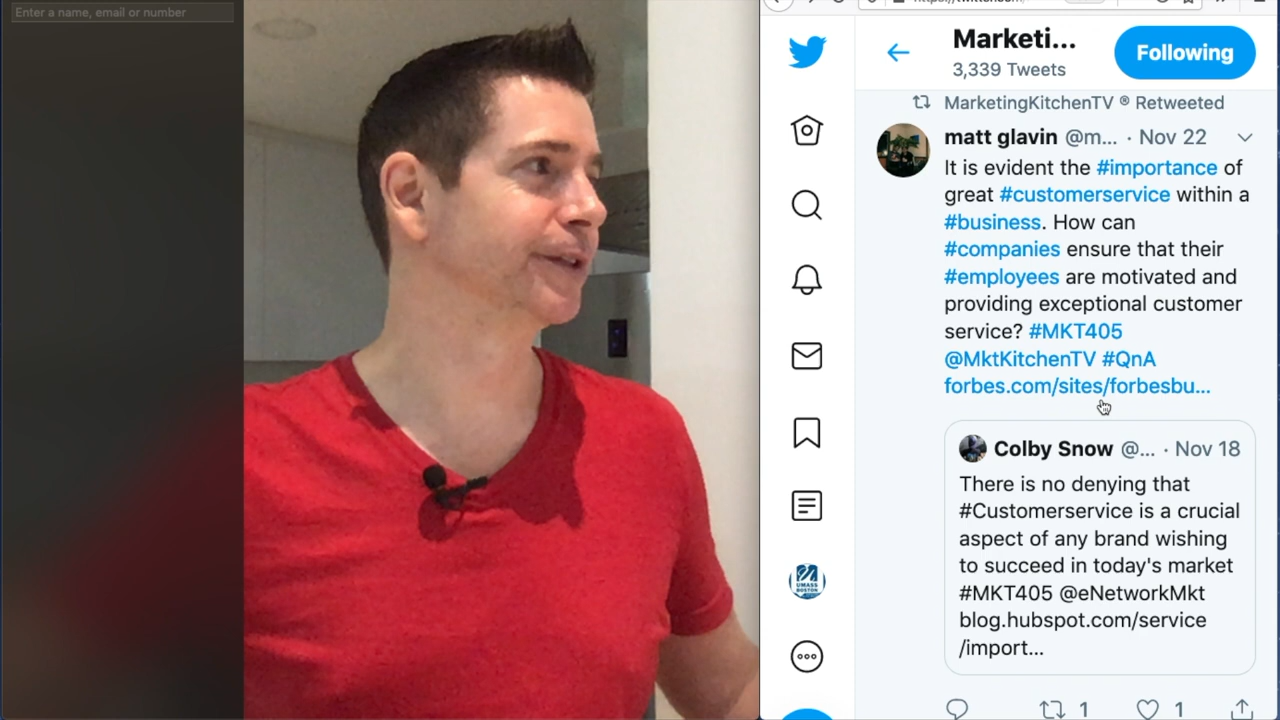 Enter a name, email or number
Marketi...
3,339 Tweets
Following
MarketingKitchenTV ® Retweeted
matt glavin @m... · Nov 22
It is evident the #importance of
great #customerservice within a
#business. How can
#companies ensure that their
#employees are motivated and
providing exceptional customer
service? #MKT405
@MktKitchenTV #QnA
forbes.com/sites/forbesbu...
Colby Snow @... · Nov 18
There is no denying that
#Customerservice is a crucial
aspect of any brand wishing
to succeed in today's market
#MKT405 @eNetworkMkt
blog.hubspot.com/service
/import...
UMASS
BOSTON
1
1